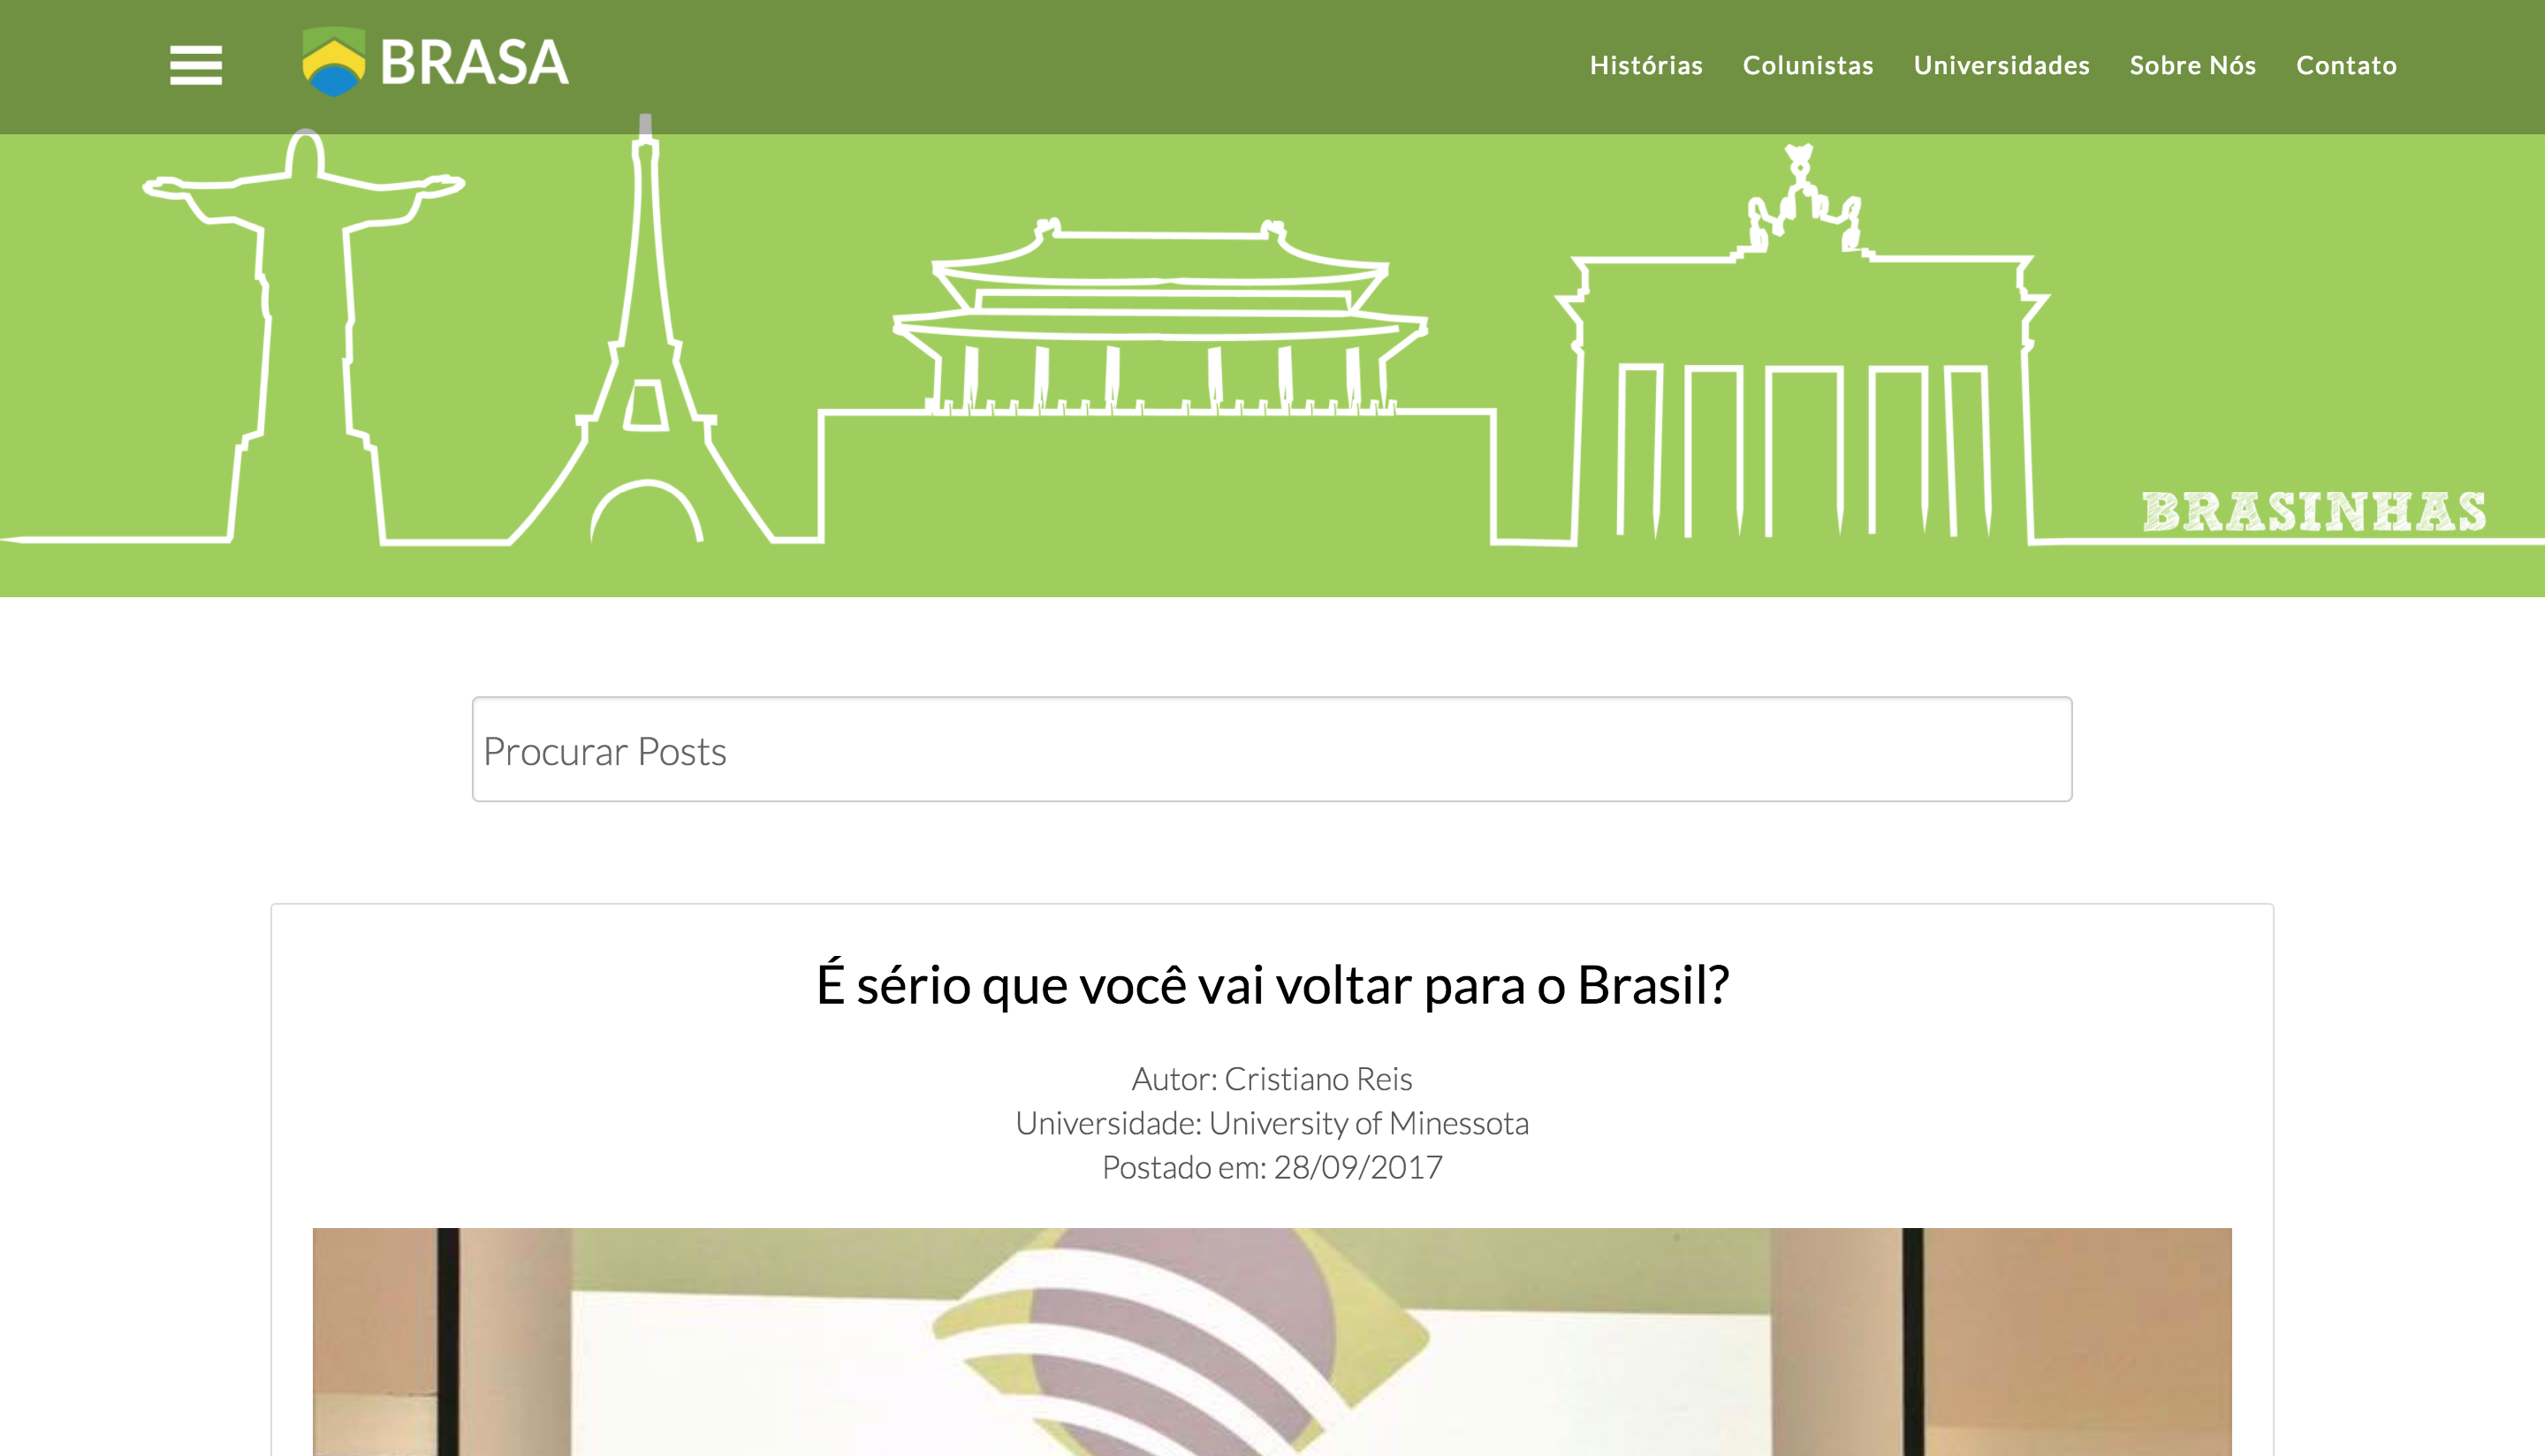 BRASA
Histórias Colunistas Universidades Sobre Nós Contato
BRASINHAS
Procurar Posts
É sério que você vai voltar para o Brasil?
Autor: Cristiano Reis
Universidade: University of Minessota
Postado em: 28/09/2017